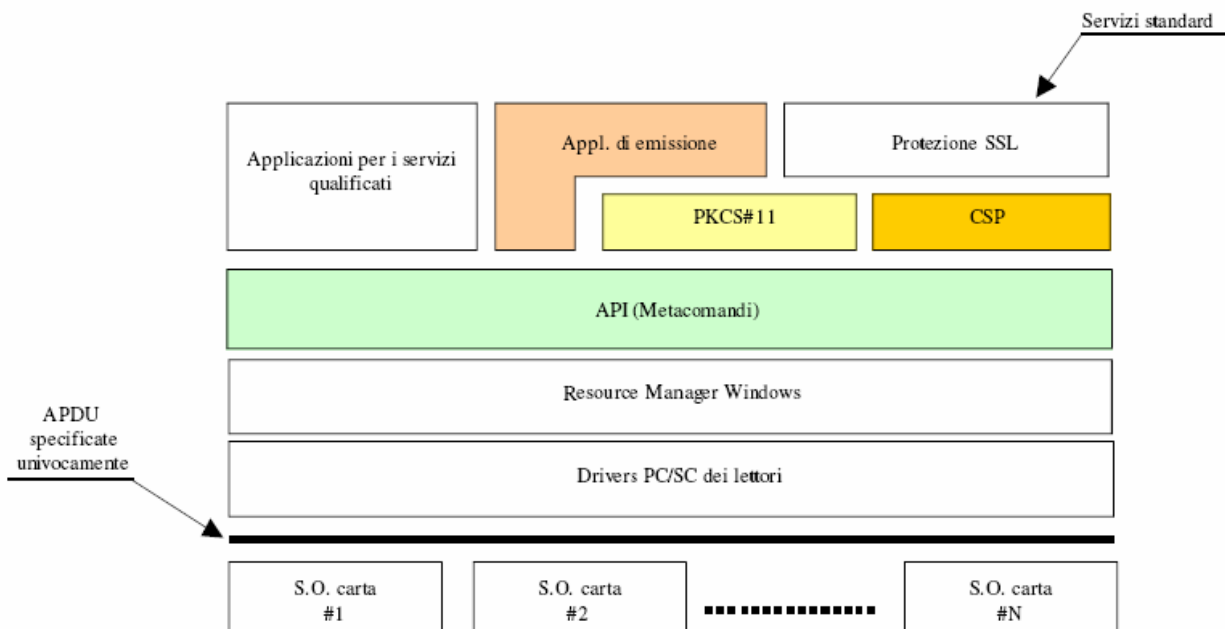 Servizi standard
Applicazioni per i servizi
qualificati
Appl. di emissione
Protezione SSL
PKCS#11
CSP
API (Metacomandi)
Resource Manager Windows
APDU
specificate
univocamente
Drivers PC/SC dei lettori
S.O. carta
#1
S.O. carta
#2
S.O. carta
#N